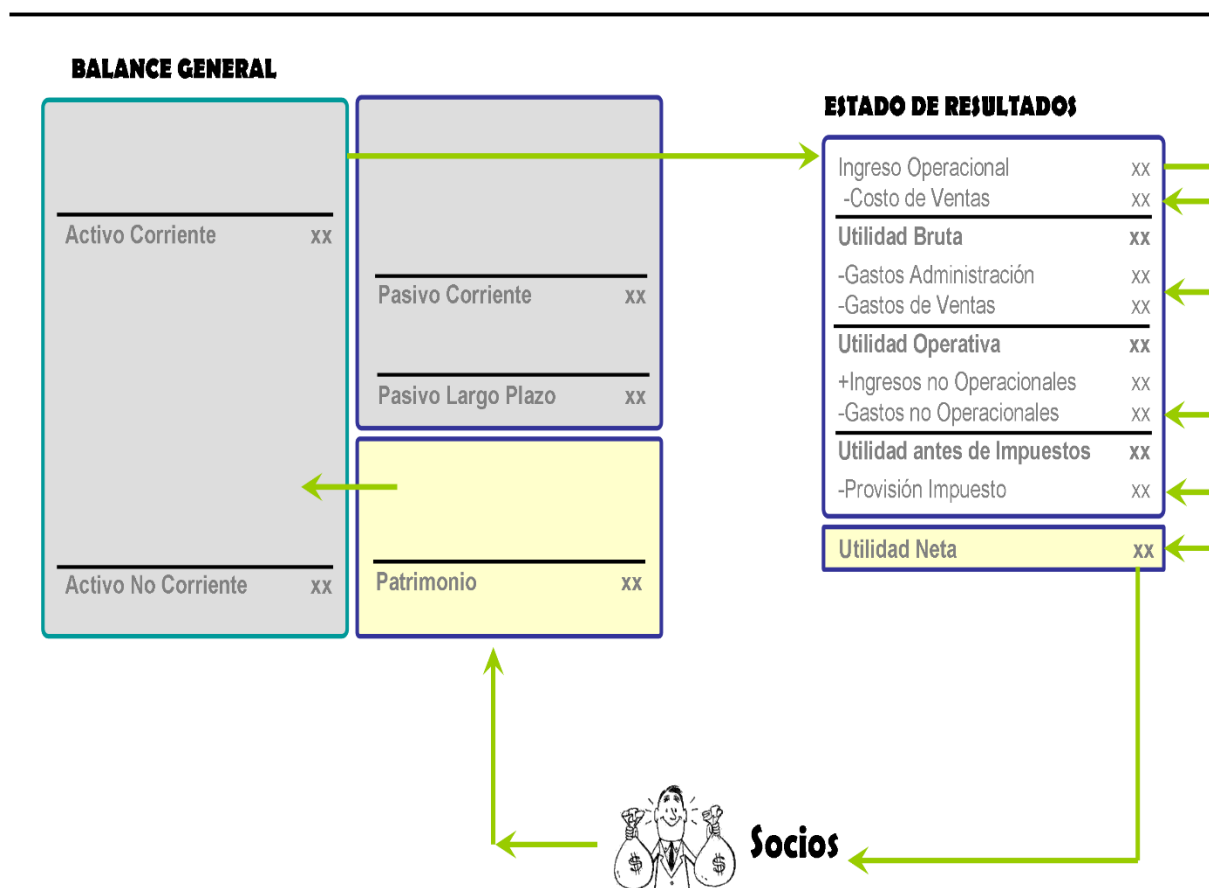 BALANCE GENERAL
Activo Corriente xx
Activo No Corriente xx
Pasivo Corriente xx
Pasivo Largo Plazo xx
Patrimonio xx
ESTADO DE RESULTADOS
Ingreso Operacional xx
-Costo de Ventas xx
Utilidad Bruta xx
-Gastos Administración xx
-Gastos de Ventas xx
Utilidad Operativa xx
+Ingresos no Operacionales xx
-Gastos no Operacionales xx
Utilidad antes de Impuestos xx
-Provisión Impuesto xx
Utilidad Neta xx
$ $
Socios